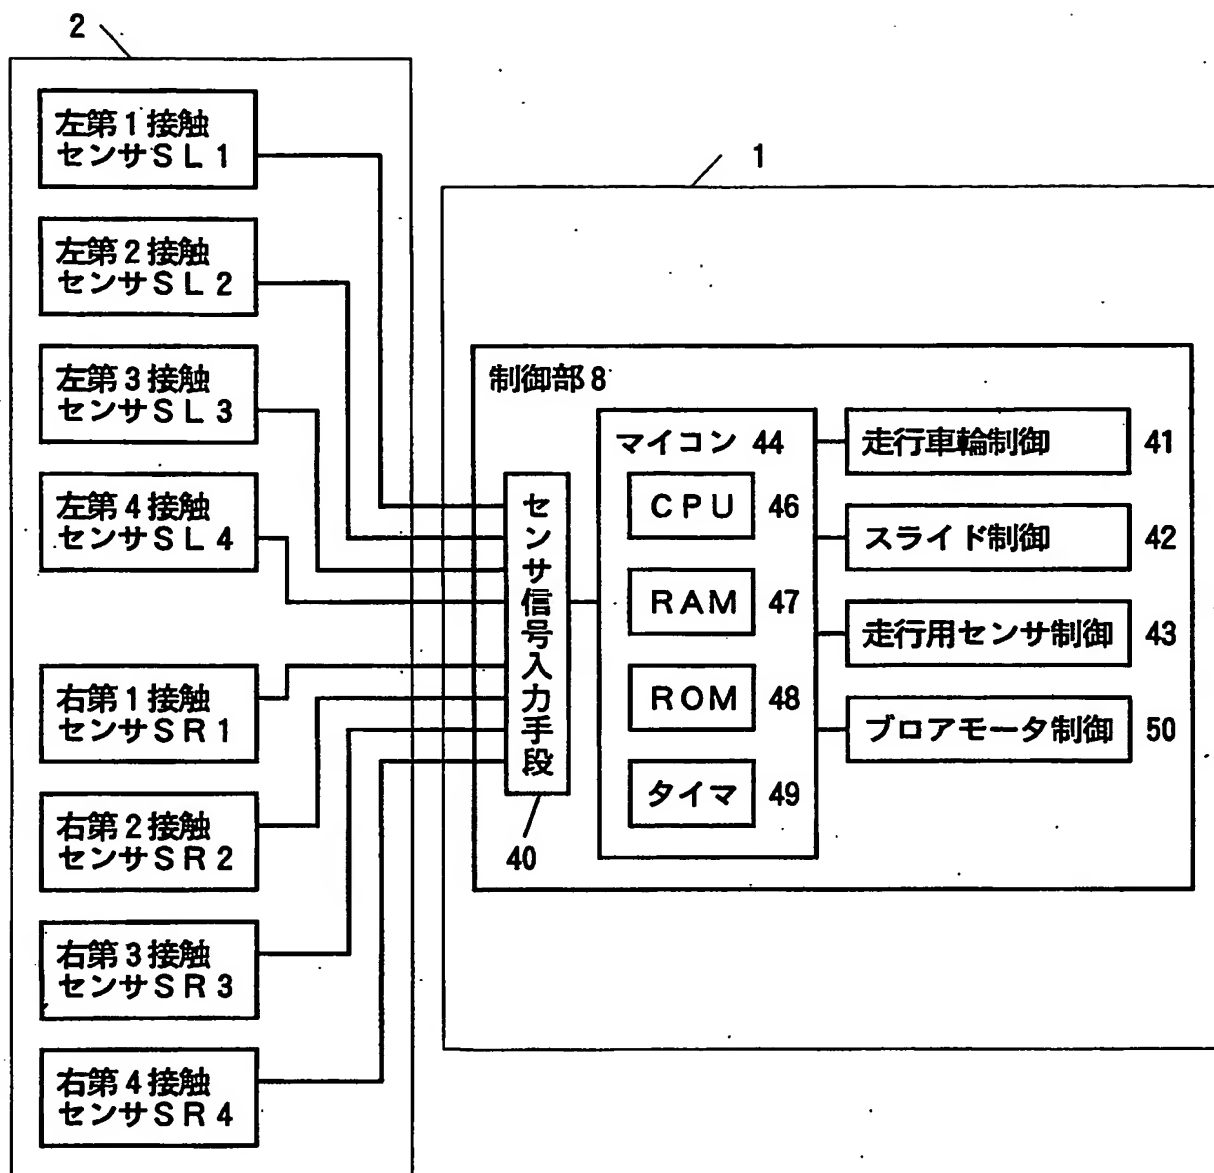 2
左第1接触
センサSL1
左第2接触
センサSL2
左第3接触
センサSL3
左第4接触
センサSL4
右第1接触
センサSR1
右第2接触
センサSR2
右第3接触
センサSR3
右第4接触
センサSR4
1
制御部8
センサ信号入力手段
40
マイコン 44
CPU 46
RAM 47
ROM 48
タイマ 49
走行車輪制御 41
スライド制御 42
走行用センサ制御 43
ブロアモータ制御 50